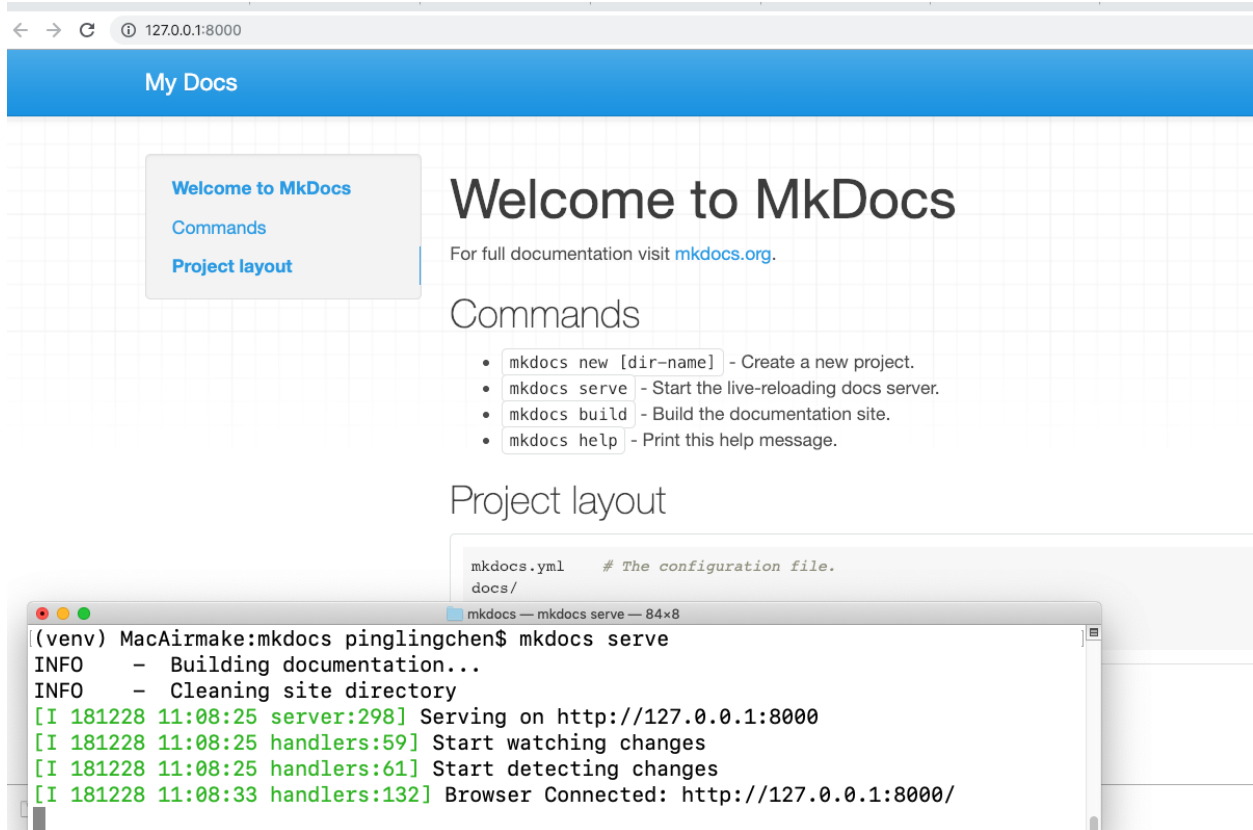 127.0.0.1:8000
My Docs
Welcome to MkDocs
Commands
Project layout
Welcome to MkDocs
For full documentation visit mkdocs.org.
Commands
mkdocs new [dir-name] - Create a new project.
mkdocs serve - Start the live-reloading docs server.
mkdocs build - Build the documentation site.
mkdocs help - Print this help message.
Project layout
mkdocs.yml # The configuration file.
docs/
mkdocs — mkdocs serve — 84×8
(venv) MacAirmake:mkdocs pinglingchen$ mkdocs serve
INFO – Building documentation...
INFO – Cleaning site directory
[I 181228 11:08:25 server:298] Serving on http://127.0.0.1:8000
[I 181228 11:08:25 handlers:59] Start watching changes
[I 181228 11:08:25 handlers:61] Start detecting changes
[I 181228 11:08:33 handlers:132] Browser Connected: http://127.0.0.1:8000/